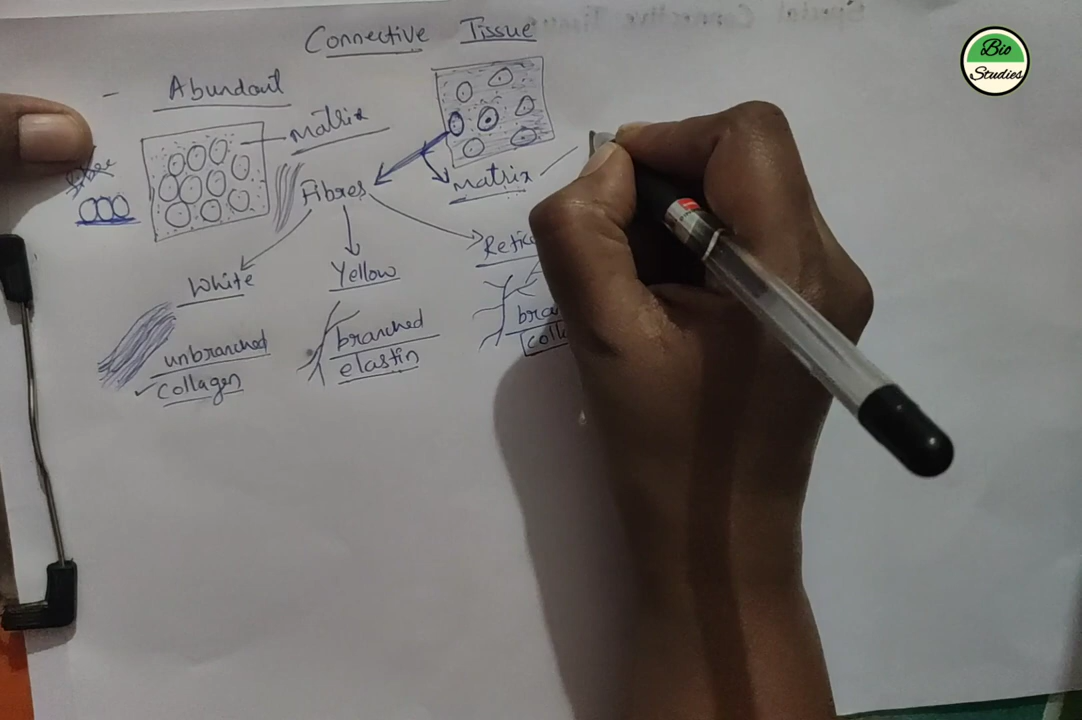 Connective Tissue
- Abundant
Matrix
Fibres
Matrix
White
Yellow
unbranched
collagen
branched
elastin
Bio
Studies